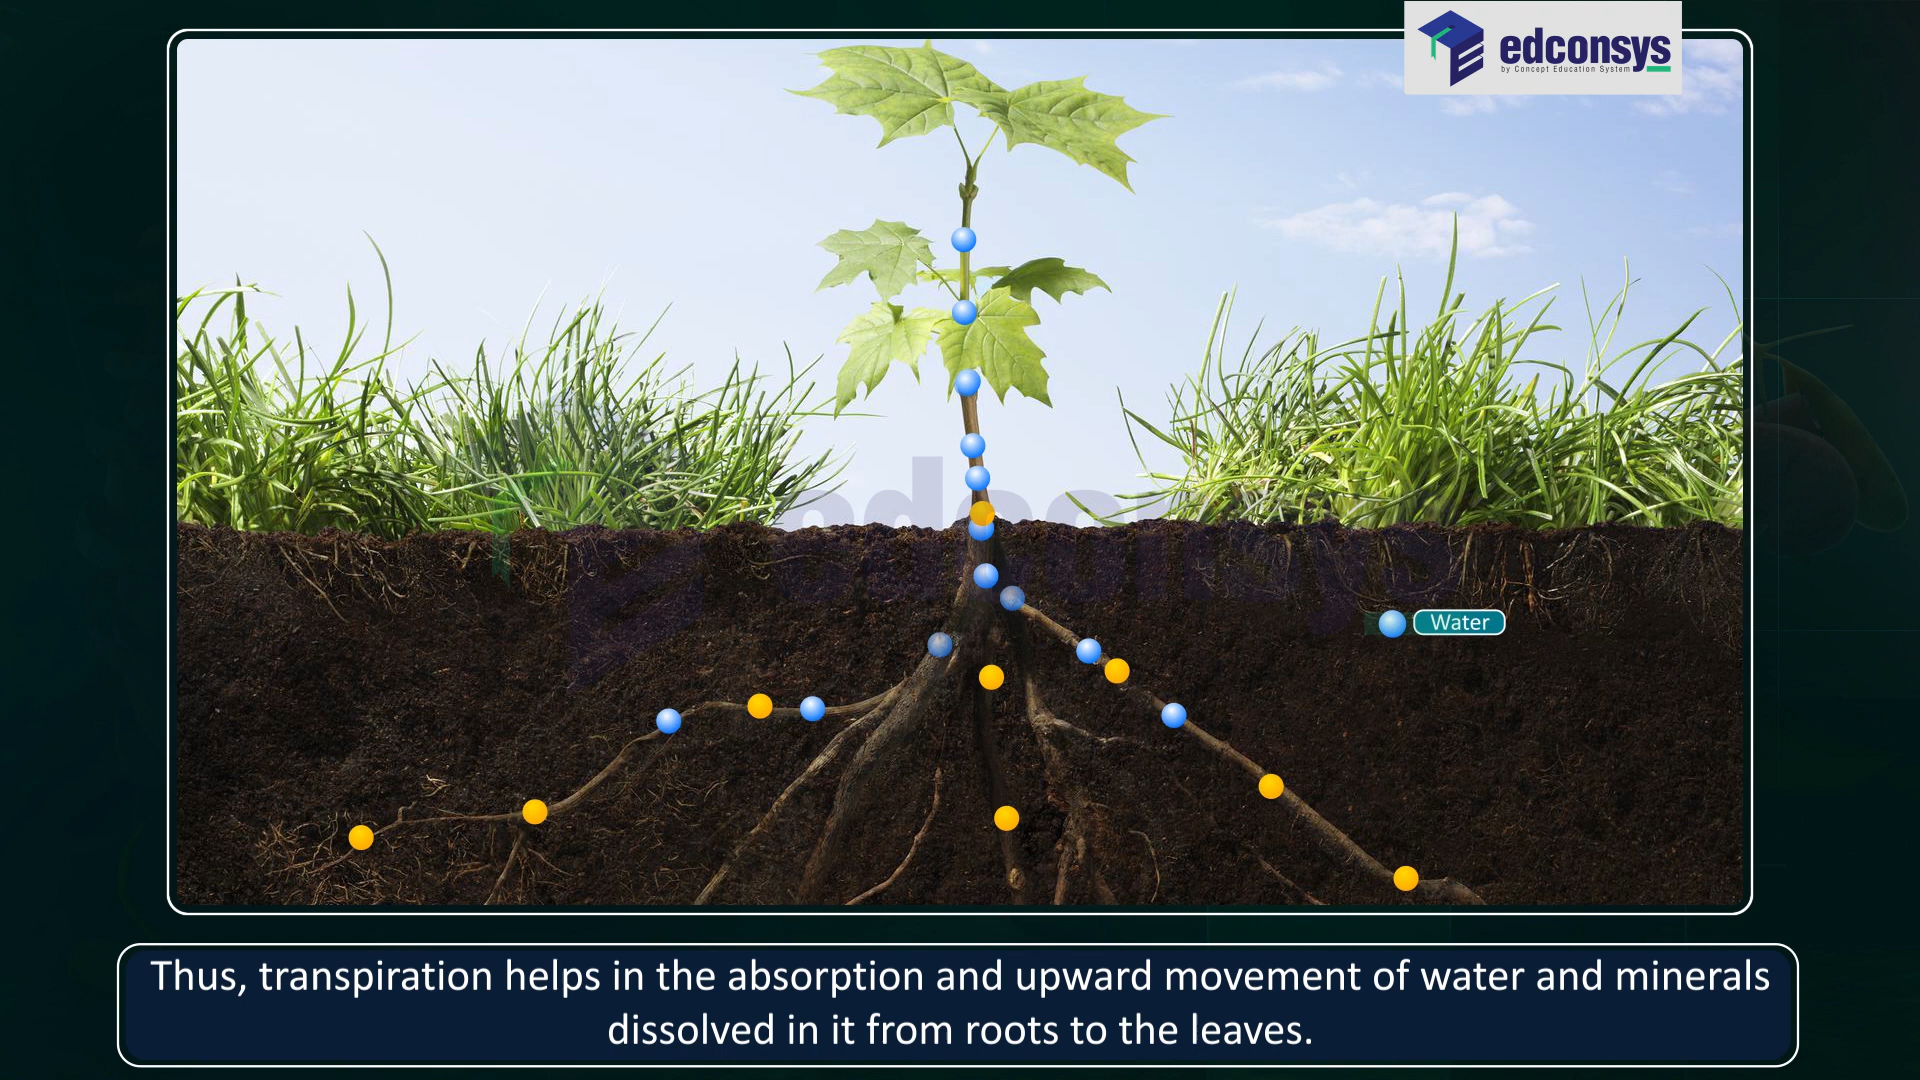 edconsys
by Concept Education System
edconsys
Water
Thus, transpiration helps in the absorption and upward movement of water and minerals
dissolved in it from roots to the leaves.